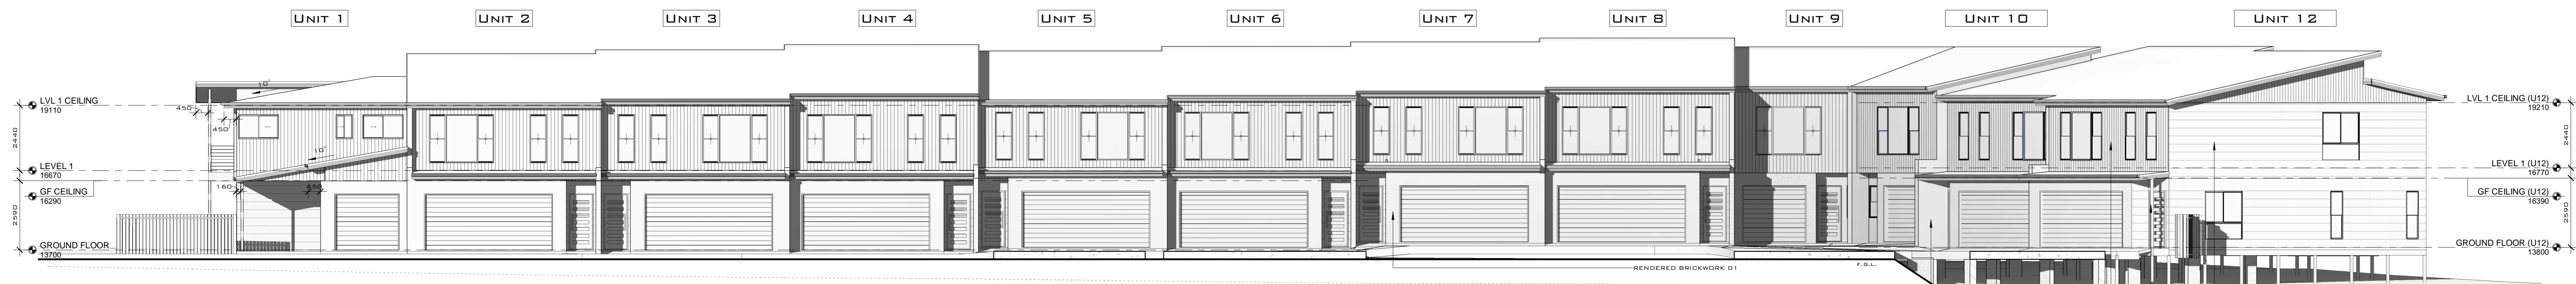 UNIT 1
UNIT 2
UNIT 3
UNIT 4
UNIT 5
UNIT 6
UNIT 7
UNIT 8
UNIT 9
UNIT 10
UNIT 12
10°
450
450
10°
160
450
LVL 1 CEILING
19110
2440
LEVEL 1
16670
GF CEILING
16290
2590
GROUND FLOOR
13700
LVL 1 CEILING (U12)
19210
2440
LEVEL 1 (U12)
16770
GF CEILING (U12)
16390
2590
GROUND FLOOR (U12)
13800
RENDERED BRICKWORK 01
F.G.L.